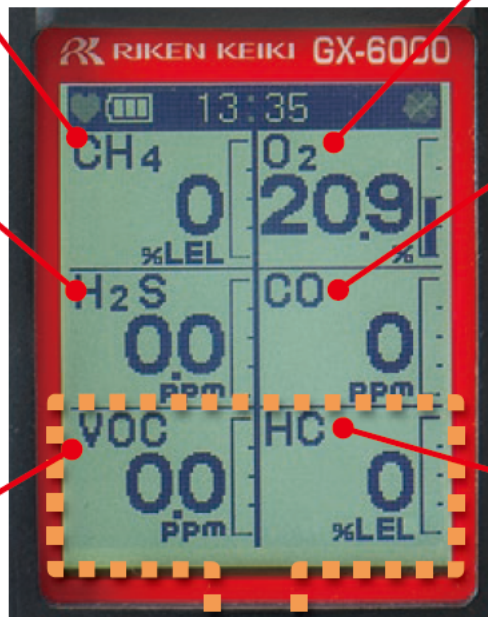 RIKEN KEIKI GX-6000
13:35
CH4
0
%LEL
O2
20.9
%
H2S
0.0
ppm
CO
0
ppm
VOC
0.0
ppm
HC
0
%LEL